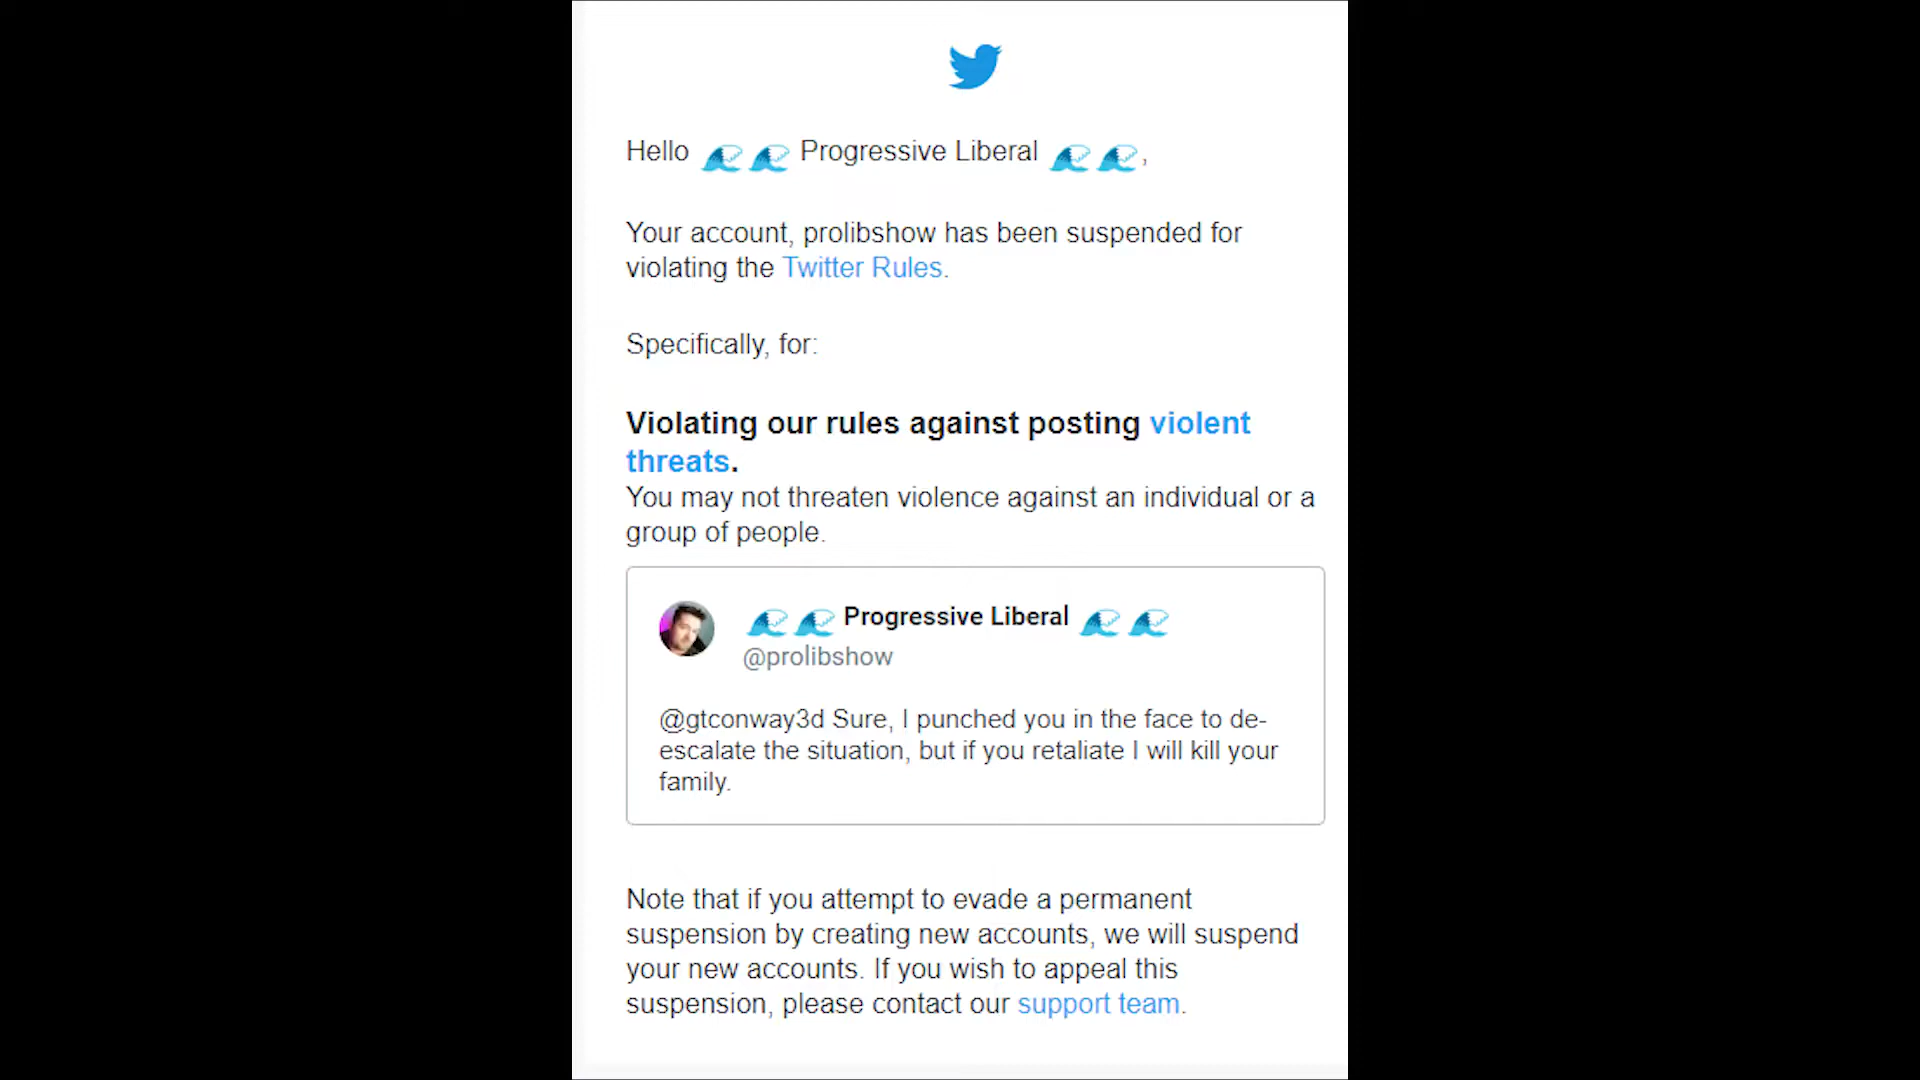 Hello 🌊🌊 Progressive Liberal 🌊🌊,
Your account, prolibshow has been suspended for
violating the Twitter Rules.
Specifically, for:
Violating our rules against posting violent
threats.
You may not threaten violence against an individual or a
group of people.
🌊🌊 Progressive Liberal 🌊🌊
@prolibshow
@gtconway3d Sure, I punched you in the face to de-
escalate the situation, but if you retaliate I will kill your
family.
Note that if you attempt to evade a permanent
suspension by creating new accounts, we will suspend
your new accounts. If you wish to appeal this
suspension, please contact our support team.